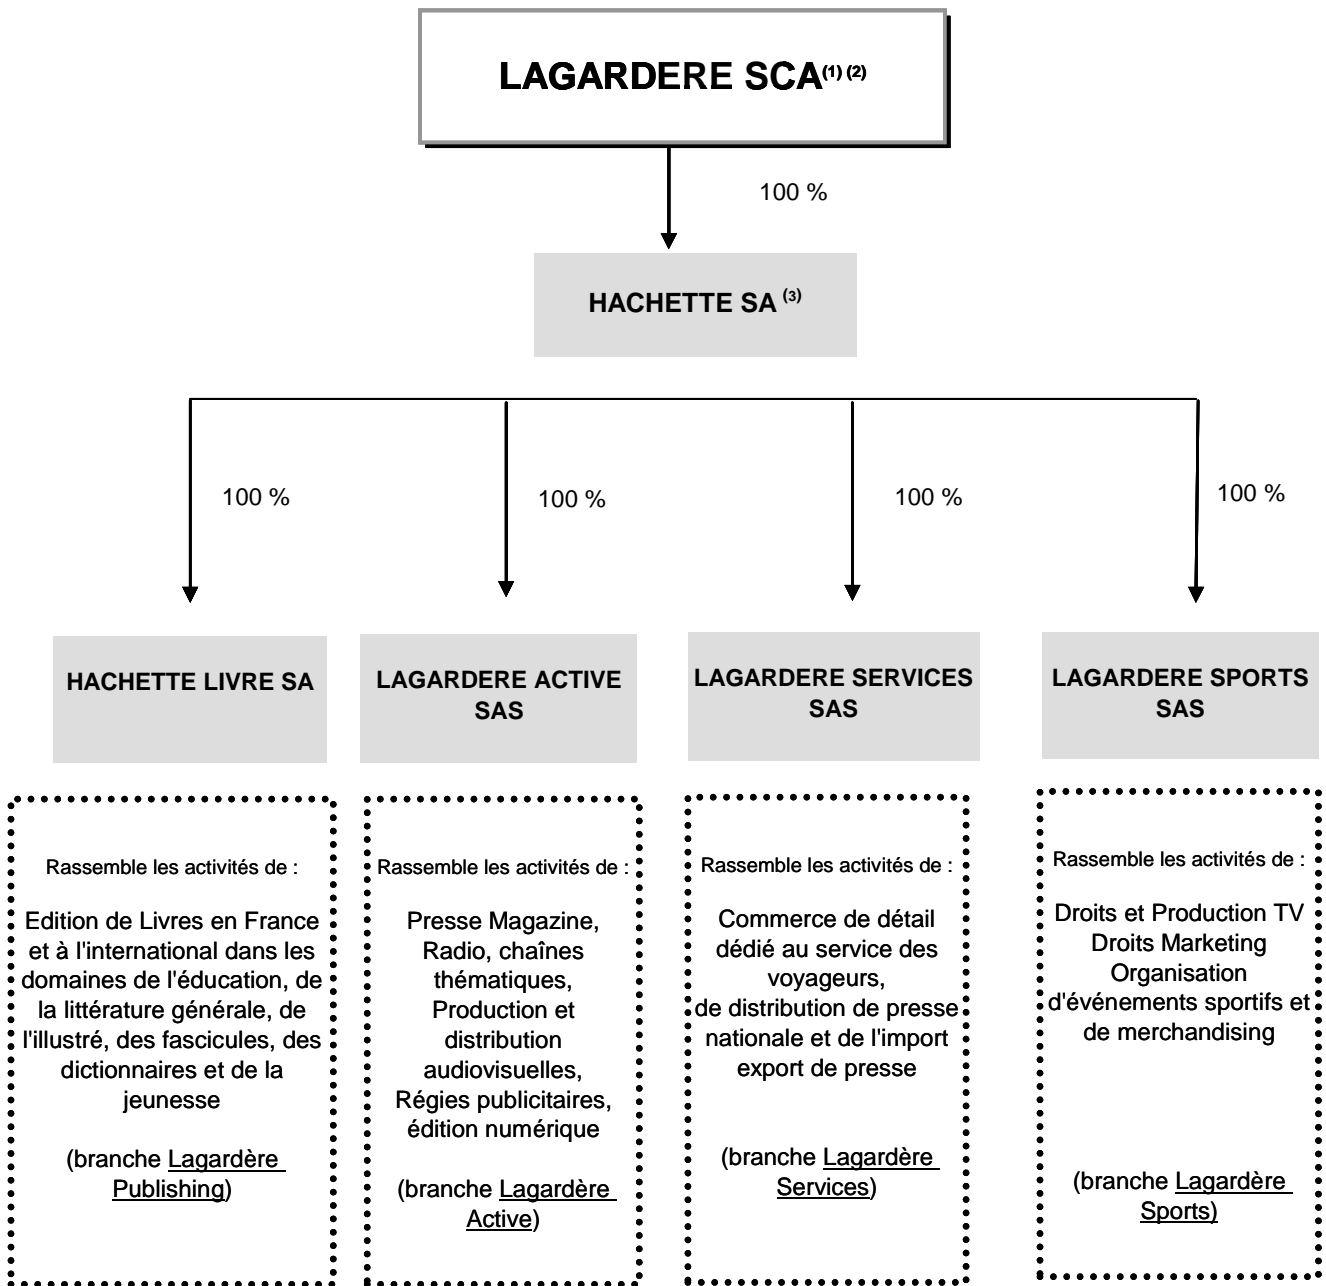 LAGARDERE SCA(1) (2)
100 %
HACHETTE SA (3)
100 %
100 %
100 %
100 %
HACHETTE LIVRE SA
LAGARDERE ACTIVE
SAS
LAGARDERE SERVICES
SAS
LAGARDERE SPORTS
SAS
Rassemble les activités de :
Edition de Livres en France
et à l'international dans les
domaines de l'éducation, de
la littérature générale, de
l'illustré, des fascicules, des
dictionnaires et de la
jeunesse
(branche Lagardère
Publishing)
Rassemble les activités de :
Presse Magazine,
Radio, chaînes
thématiques,
Production et
distribution
audiovisuelles,
Régies publicitaires,
édition numérique
(branche Lagardère
Active)
Rassemble les activités de :
Commerce de détail
dédié au service des
voyageurs,
de distribution de presse
nationale et de l'import
export de presse
(branche Lagardère
Services)
Rassemble les activités de :
Droits et Production TV
Droits Marketing
Organisation
d'événements sportifs et
de merchandising
(branche Lagardère
Sports)